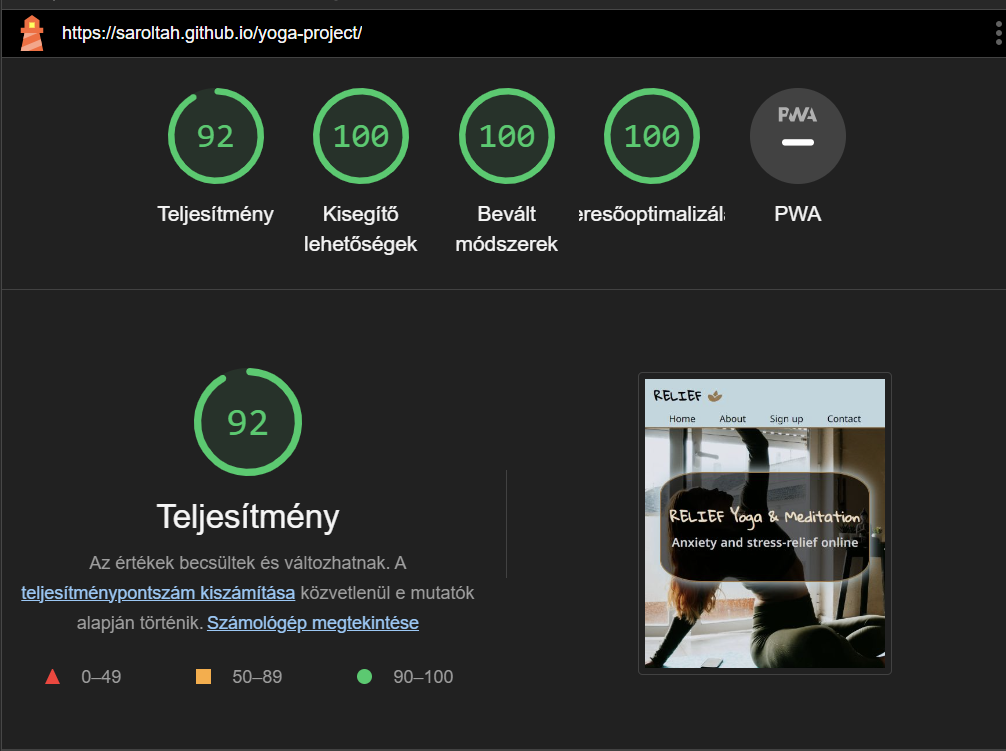 https://saroltah.github.io/yoga-project/
92
100
100
100
PWA
Teljesítmény
Kisegítő
lehetőségek
Bevált
módszerek
eresőoptimalizál
PWA
92
Teljesítmény
Az értékek becsültek és változhatnak. A
teljesítménypontszám kiszámítása közvetlenül e mutatók
alapján történik. Számológép megtekintése
0–49
50–89
90–100
RELIEF
Home About Sign up Contact
RELIEF Yoga & Meditation
Anxiety and stress-relief online